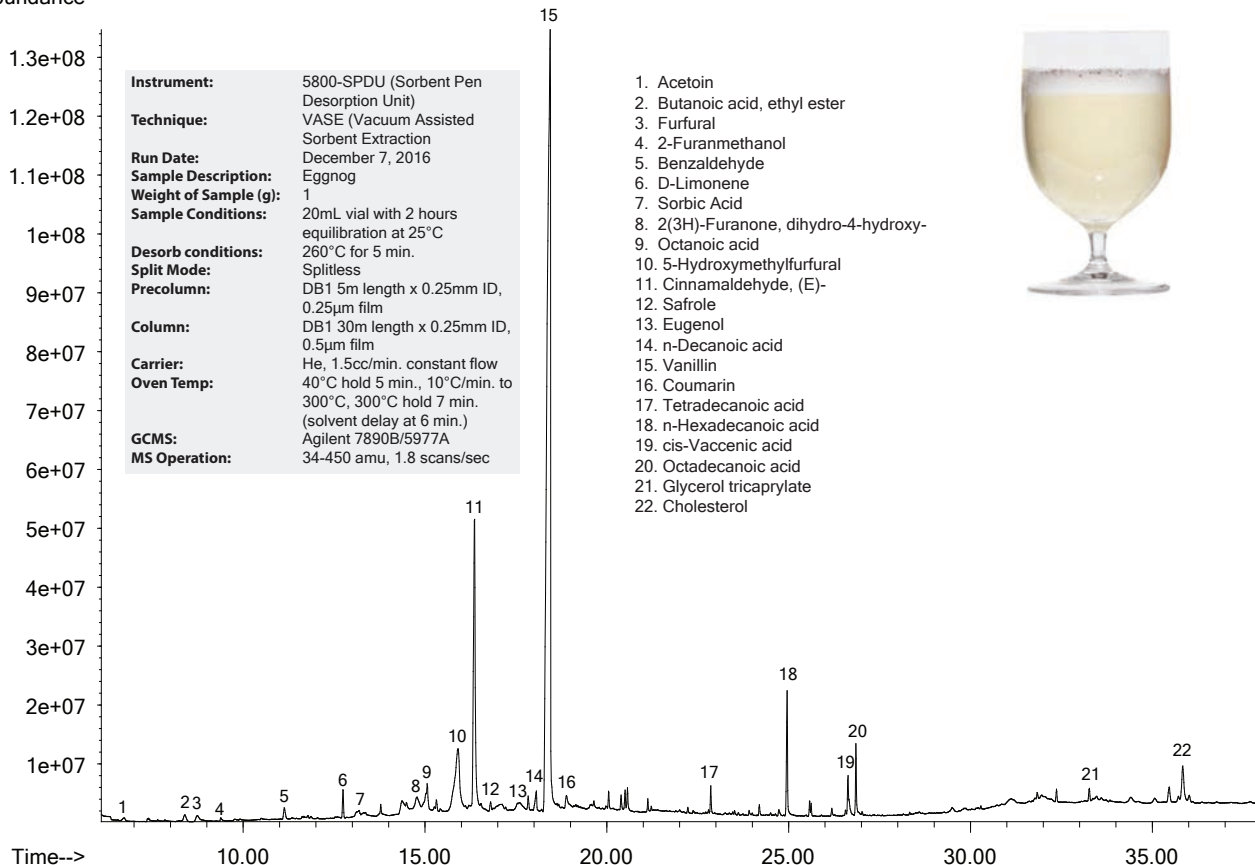 oundance
1.3e+08
1.2e+08
1.1e+08
1e+08
9e+07
8e+07
7e+07
6e+07
5e+07
4e+07
3e+07
2e+07
1e+07
Instrument: 5800-SPDU (Sorbent Pen
Desorption Unit)
Technique: VASE (Vacuum Assisted
Sorbent Extraction
Run Date: December 7, 2016
Sample Description: Eggnog
Weight of Sample (g): 1
Sample Conditions: 20mL vial with 2 hours
equilibration at 25°C
Desorb conditions: 260°C for 5 min.
Split Mode: Splitless
Precolumn: DB1 5m length x 0.25mm ID,
0.25µm film
Column: DB1 30m length x 0.25mm ID,
0.5µm film
Carrier: He, 1.5cc/min. constant flow
Oven Temp: 40°C hold 5 min., 10°C/min. to
300°C, 300°C hold 7 min.
(solvent delay at 6 min.)
GCMS: Agilent 7890B/5977A
MS Operation: 34-450 amu, 1.8 scans/sec
1. Acetoin
2. Butanoic acid, ethyl ester
3. Furfural
4. 2-Furanmethanol
5. Benzaldehyde
6. D-Limonene
7. Sorbic Acid
8. 2(3H)-Furanone, dihydro-4-hydroxy-
9. Octanoic acid
10. 5-Hydroxymethylfurfural
11. Cinnamaldehyde, (E)-
12. Safrole
13. Eugenol
14. n-Decanoic acid
15. Vanillin
16. Coumarin
17. Tetradecanoic acid
18. n-Hexadecanoic acid
19. cis-Vaccenic acid
20. Octadecanoic acid
21. Glycerol tricaprylate
22. Cholesterol
1
2
3
4
5
6
7
8
9
10
11
12
13
14
15
16
17
18
19
20
21
22
Time--> 10.00 15.00 20.00 25.00 30.00 35.00